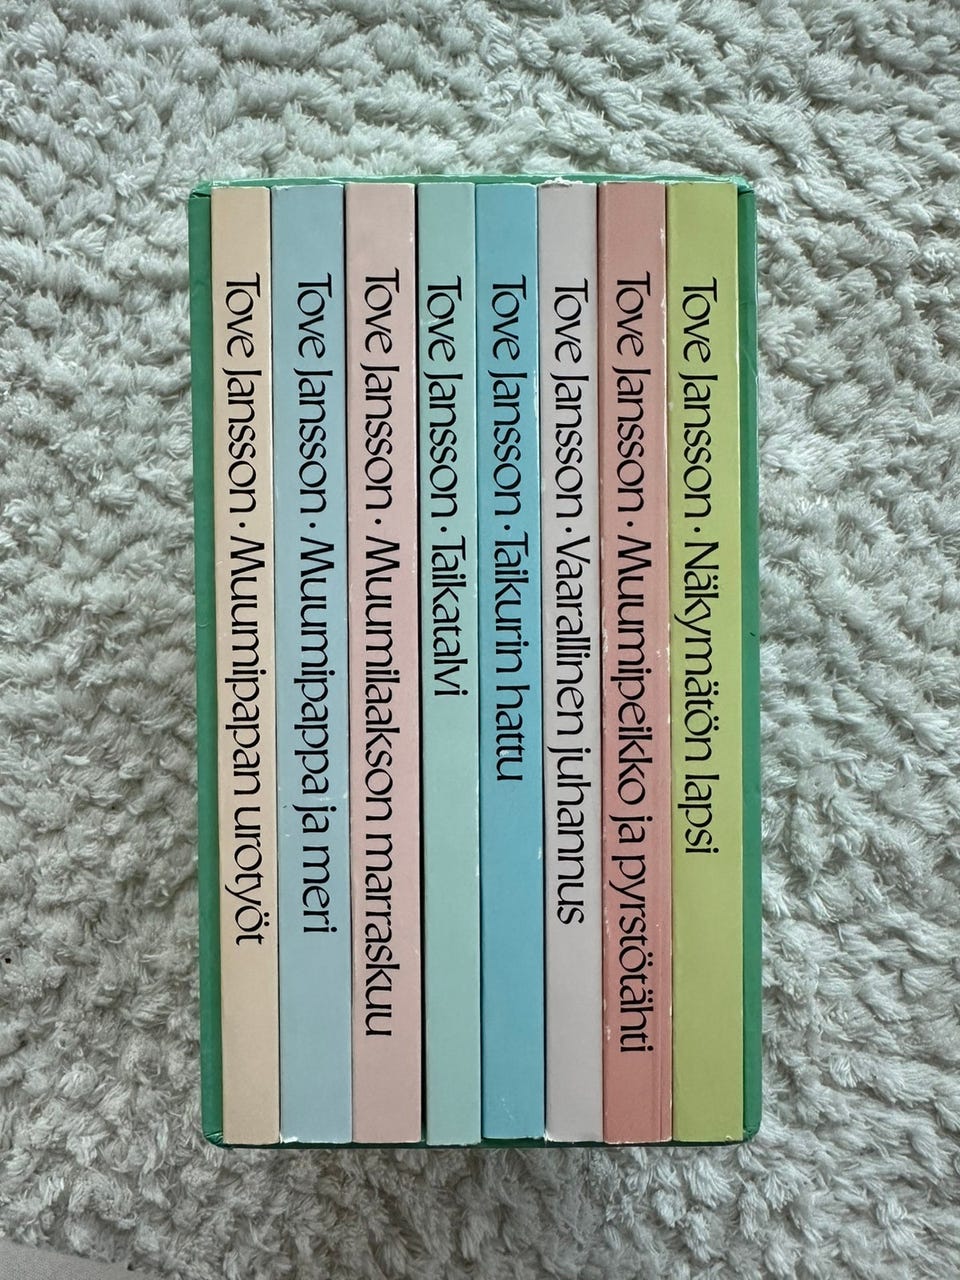 Tove Jansson · Muumipapan urotyöt
Tove Jansson · Muumipappa ja meri
Tove Jansson · Muumilaakson marraskuu
Tove Jansson · Taikatalvi
Tove Jansson · Taikurin hattu
Tove Jansson · Vaarallinen juhannus
Tove Jansson · Muumipeikko ja pyrstötähti
Tove Jansson · Näkymätön lapsi